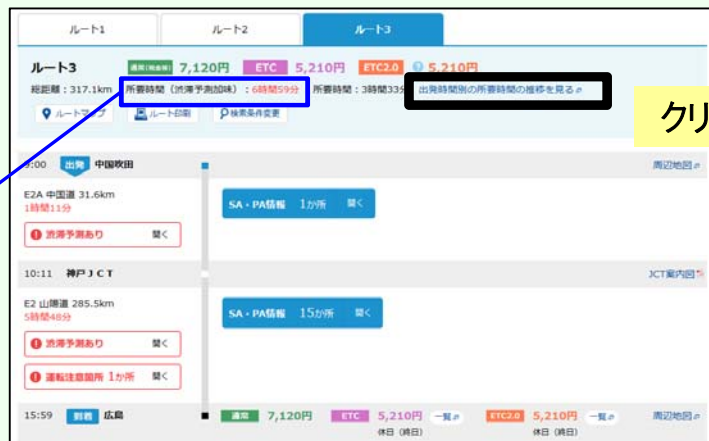 ルート1 ルート2 ルート3
ルート3 通常(現金等) 7,120円 ETC 5,210円 ETC2.0 5,210円
総距離:317.1km 所要時間(渋滞予測加味):6時間59分 所要時間:3時間33分 出発時間別の所要時間の推移を見る
ルートマップ ルート印刷 検索条件変更
クリ
9:00 出発 中国吹田 周辺地図
E2A 中国道 31.6km
1時間11分
SA・PA情報 1か所 開く
渋滞予測あり 開く
10:11 神戸JCT JCT案内図
E2 山陽道 285.5km
5時間48分
SA・PA情報 15か所 開く
渋滞予測あり 開く
運転注意箇所 1か所 開く
15:59 到着 広島 通常 7,120円 ETC 5,210円 一覧 ETC2.0 5,210円 一覧 周辺地図
休日(終日) 休日(終日)